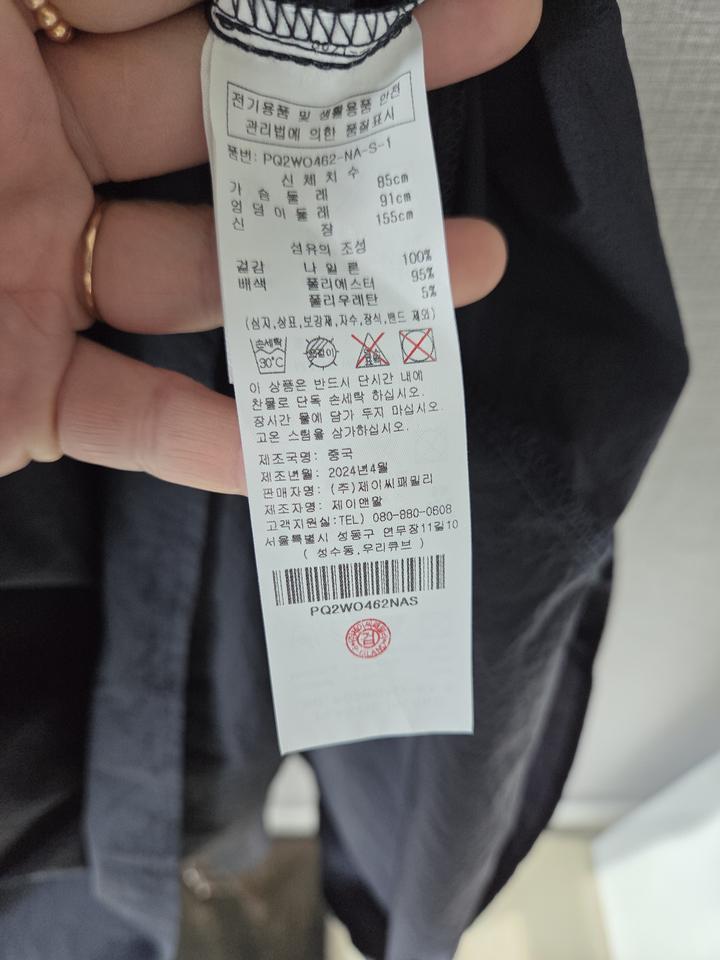 전기용품 및 생활용품 안전
관리법에 의한 품질표시
품번: PQ2WO462-NA-S-1
신 체 치 수
가 슴 둘 레 85cm
엉 덩 이 둘 레 91cm
신 장 155cm
섬유의 조성
겉감 나 일 론 100%
배색 폴리에스터 95%
폴리우레탄 5%
(심지,상표,보강재,자수,장식,밴드 제외)
손세탁
30°C
이 상품은 반드시 단시간 내에
찬물로 단독 손세탁 하십시오.
장시간 물에 담가 두지 마십시오.
고온 스팀을 삼가하십시오.
제조국명: 중국
제조년월: 2024년4월
판매자명: (주)제이씨패밀리
제조자명: 제이앤말
고객지원실:TEL) 080-880-0608
서울특별시 성동구 연무장11길10
( 성수동,우리큐브 )
PQ2WO462NAS
검